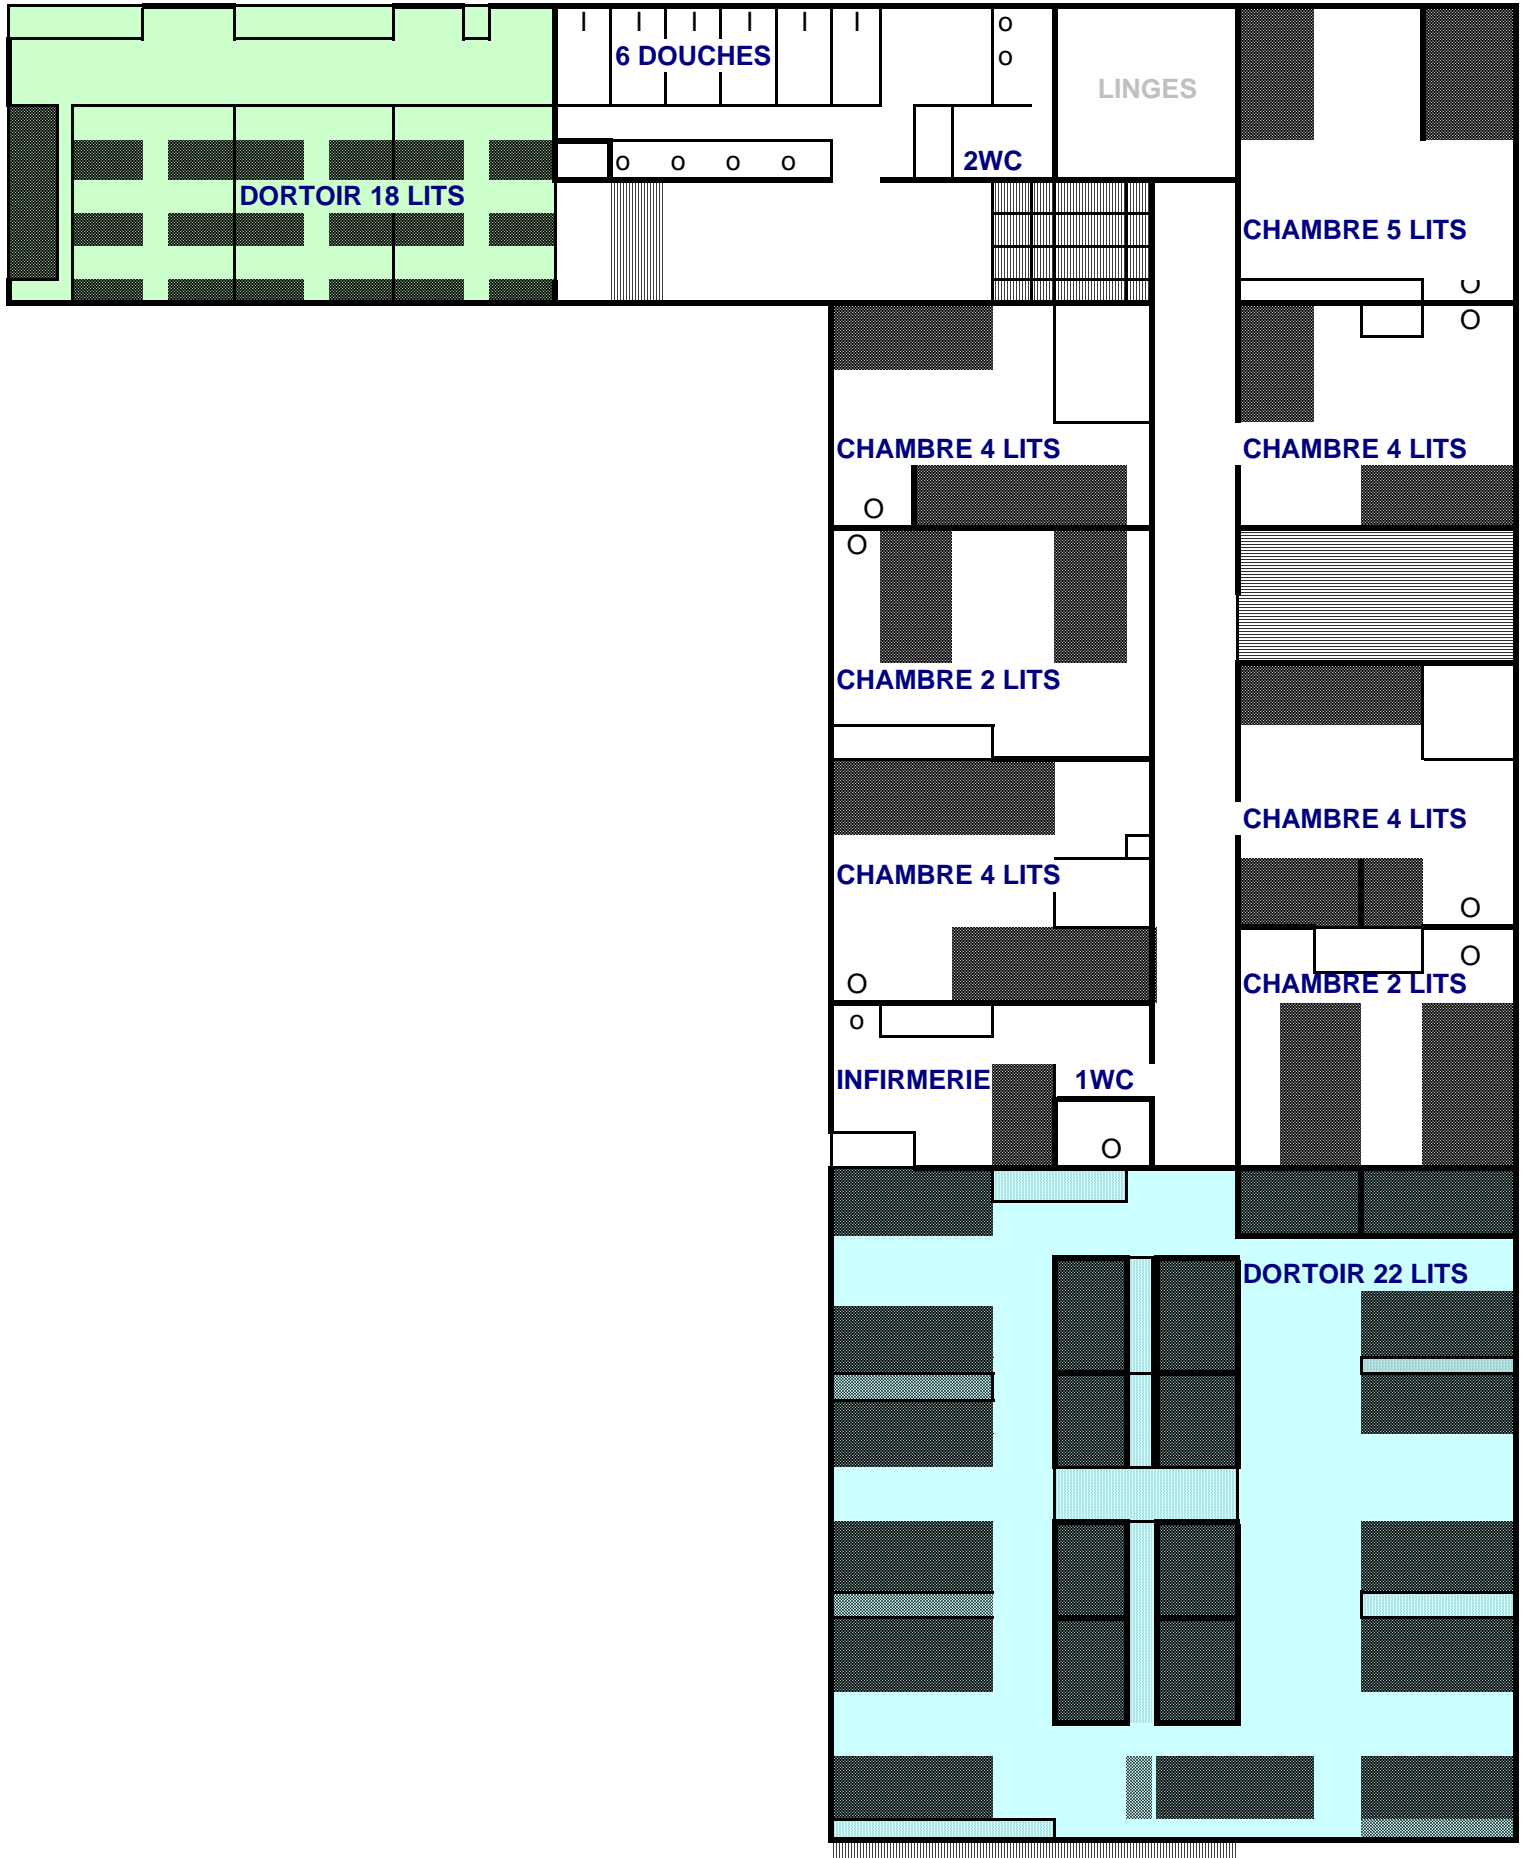 I I I I I I o
6 DOUCHES
o
LINGES
o o o o
2WC
DORTOIR 18 LITS
CHAMBRE 5 LITS
O
O
CHAMBRE 4 LITS
CHAMBRE 4 LITS
O
O
CHAMBRE 2 LITS
CHAMBRE 4 LITS
CHAMBRE 4 LITS
O
O
CHAMBRE 2 LITS
O
o
INFIRMERIE
1WC
O
DORTOIR 22 LITS